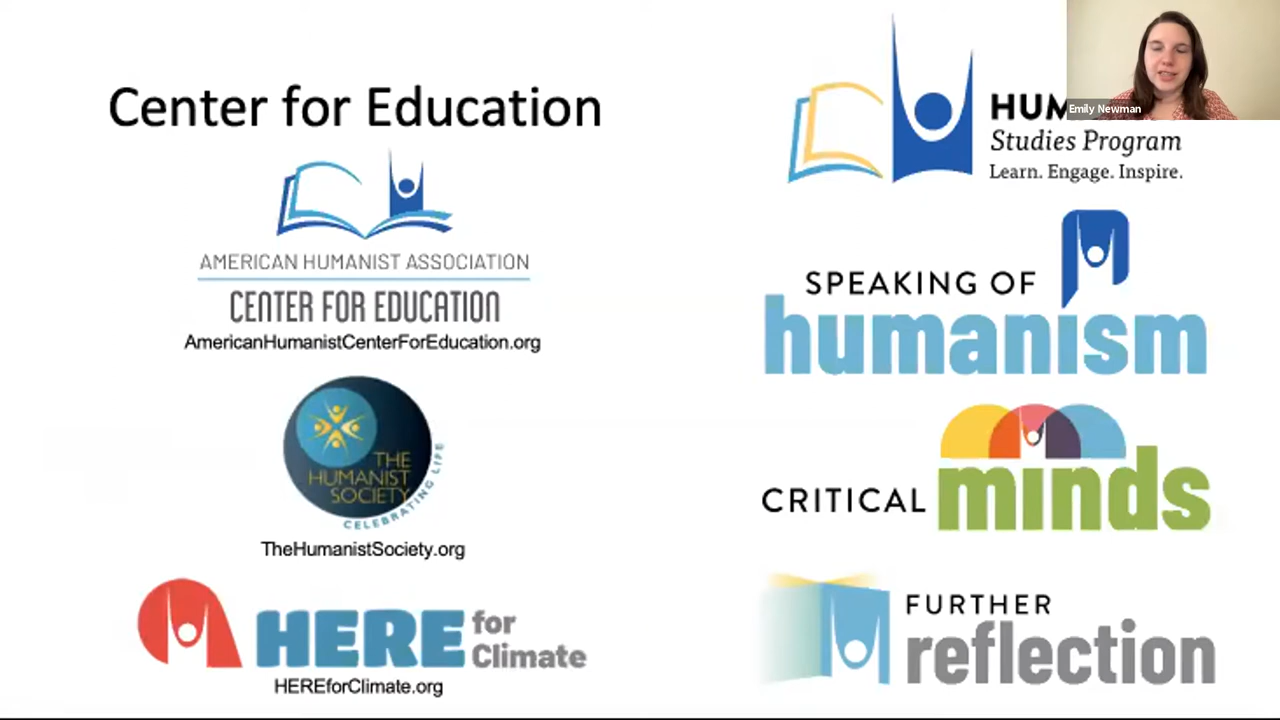 Center for Education
AMERICAN HUMANIST ASSOCIATION
CENTER FOR EDUCATION
AmericanHumanistCenterForEducation.org
THE
HUMANIST
SOCIETY
CELEBRATING LIFE
TheHumanistSociety.org
HERE for
Climate
HEREforClimate.org
HUM
Studies Program
Learn. Engage. Inspire.
Emily Newman
SPEAKING OF
humanism
CRITICAL minds
FURTHER
reflection